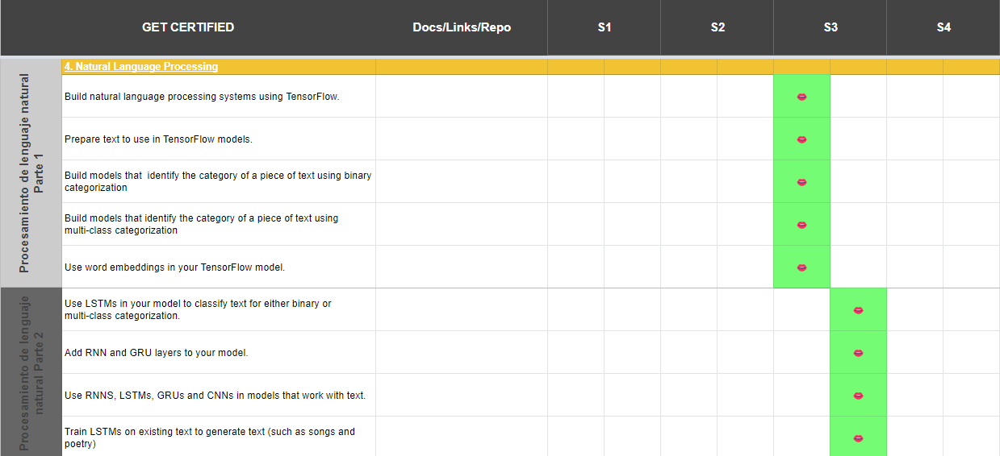 GET CERTIFIED
Docs/Links/Repo
S1
S2
S3
S4
4. Natural Language Processing
Procesamiento de lenguaje natural
Parte 1
Build natural language processing systems using TensorFlow.
Prepare text to use in TensorFlow models.
Build models that  identify the category of a piece of text using binary
categorization
Build models that identify the category of a piece of text using
multi-class categorization
Use word embeddings in your TensorFlow model.
Procesamiento de lenguaje
natural Parte 2
Use LSTMs in your model to classify text for either binary or
multi-class categorization.
Add RNN and GRU layers to your model.
Use RNNS, LSTMs, GRUs and CNNs in models that work with text.
Train LSTMs on existing text to generate text (such as songs and
poetry)